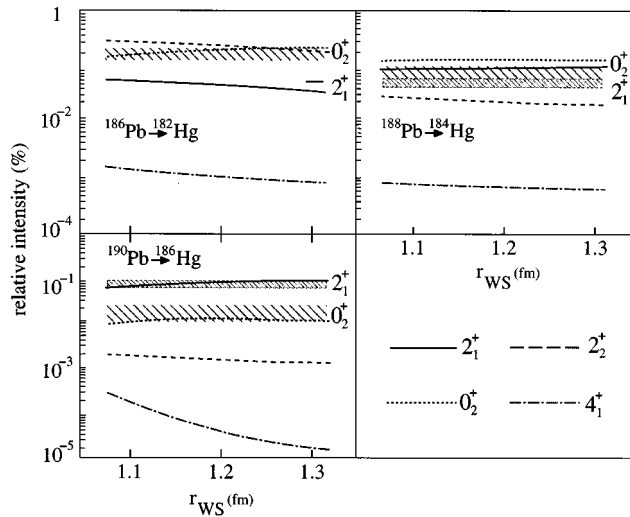 relative intensity (%)
1
10⁻²
10⁻⁴
10⁻¹
10⁻³
10⁻⁵
0₂⁺
2₁⁺
¹⁸⁶Pb→¹⁸²Hg
0₂⁺
2₁⁺
¹⁸⁸Pb→¹⁸⁴Hg
1.1 1.2 1.3
r_WS (fm)
¹⁹⁰Pb→¹⁸⁶Hg
2₁⁺
0₂⁺
1.1 1.2 1.3
r_WS (fm)
2₁⁺ 2₂⁺
0₂⁺ 4₁⁺